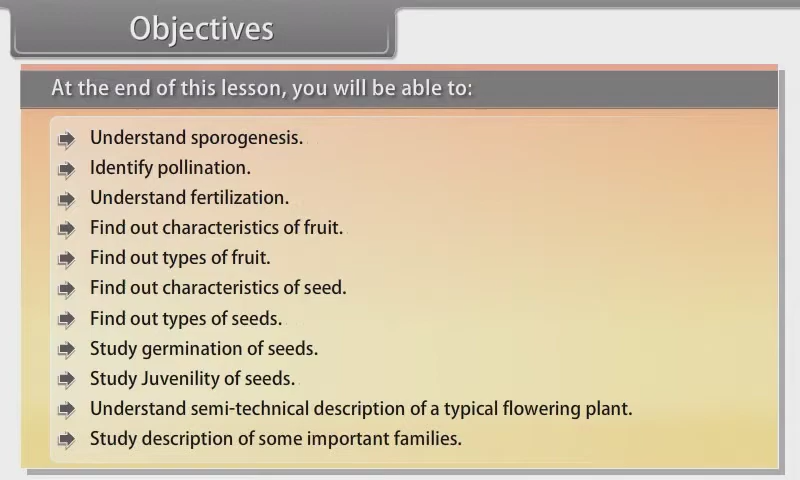 Objectives
At the end of this lesson, you will be able to:
Understand sporogenesis.
Identify pollination.
Understand fertilization.
Find out characteristics of fruit.
Find out types of fruit.
Find out characteristics of seed.
Find out types of seeds.
Study germination of seeds.
Study Juvenility of seeds.
Understand semi-technical description of a typical flowering plant.
Study description of some important families.